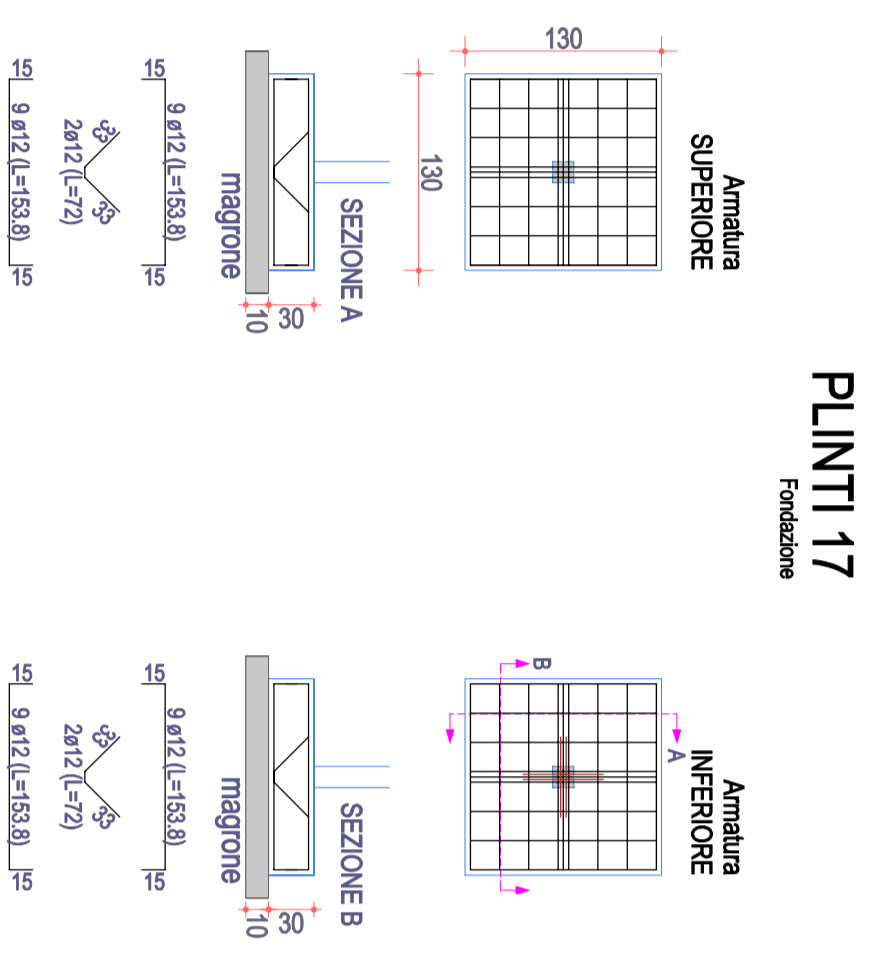 PLINTI 17
Fondazione
Armatura
SUPERIORE
130
130
SEZIONE A
30
10
magrone
9 ø12 (L=153.8)
15
15
33
33
2ø12 (L=72)
15
9 ø12 (L=153.8)
15
Armatura
INFERIORE
A
B
SEZIONE B
30
10
magrone
9 ø12 (L=153.8)
15
15
33
33
2ø12 (L=72)
15
9 ø12 (L=153.8)
15